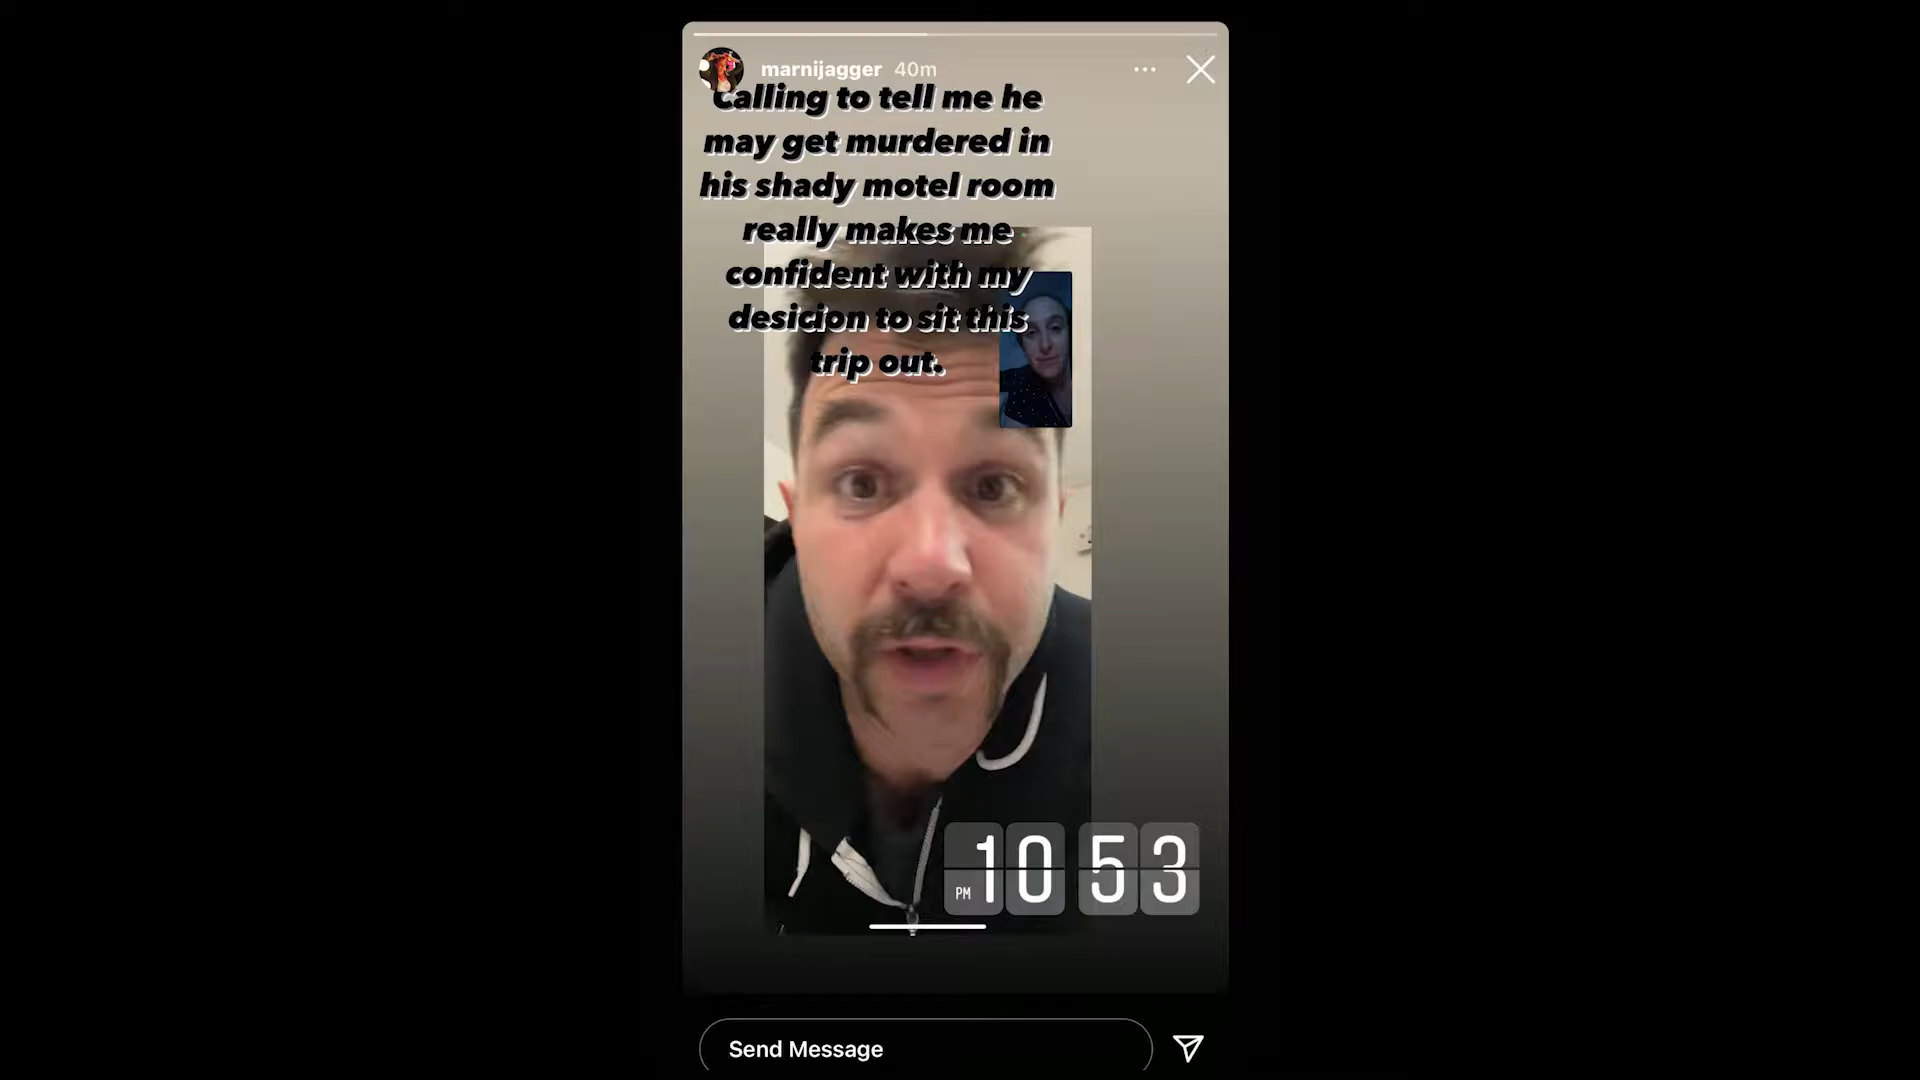 marnijagger 40m
Calling to tell me he
may get murdered in
his shady motel room
really makes me
confident with my
desicion to sit this
trip out.
PM 10 53
Send Message